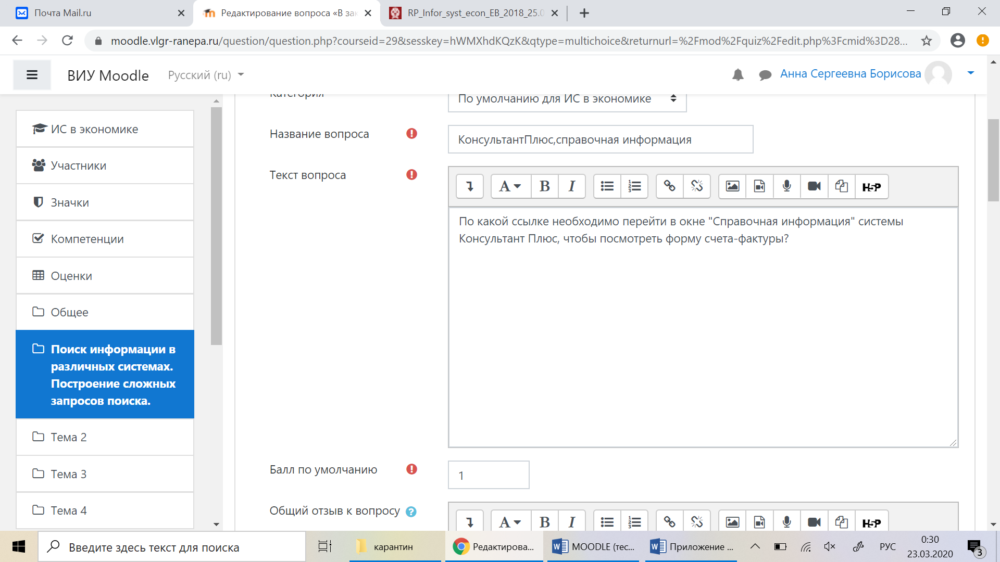 Почта Mail.ru
Редактирование вопроса «В зак
RP_Infor_syst_econ_EB_2018_25.0
moodle.vlgr-ranepa.ru/question/question.php?courseid=29&sesskey=hWMXhdKQzK&qtype=multichoice&returnurl=%2Fmod%2Fquiz%2Fedit.php%3Fcmid%3D28...
ВИУ Moodle
Русский (ru)
Анна Сергеевна Борисова
ИС в экономике
Участники
Значки
Компетенции
Оценки
Общее
Поиск информации в
различных системах.
Построение сложных
запросов поиска.
Тема 2
Тема 3
Тема 4
Категория
По умолчанию для ИС в экономике
Название вопроса
КонсультантПлюс,справочная информация
Текст вопроса
A B I H5P
По какой ссылке необходимо перейти в окне "Справочная информация" системы
Консультант Плюс, чтобы посмотреть форму счета-фактуры?
Балл по умолчанию
1
Общий отзыв к вопросу
A B I H5P
Введите здесь текст для поиска
карантин
Редактирова...
MOODLE (тес...
Приложение ...
РУС
0:30
23.03.2020
3